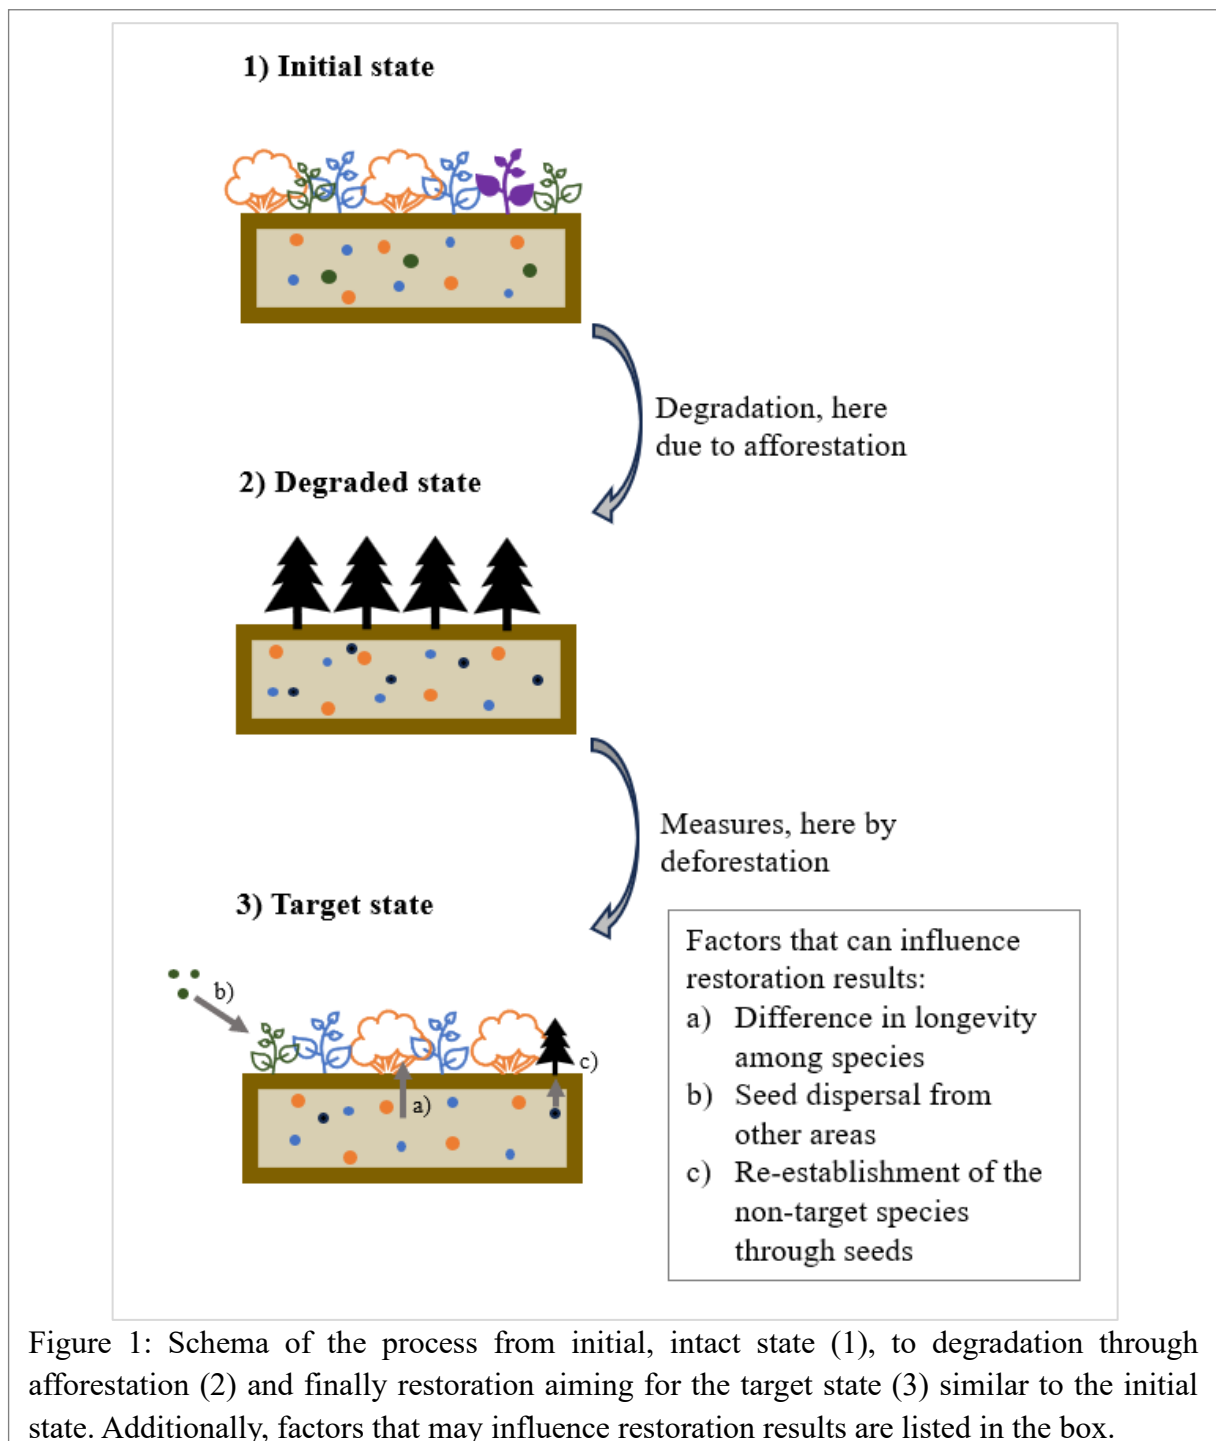 1) Initial state
Degradation, here
due to afforestation
2) Degraded state
Measures, here by
deforestation
3) Target state
b)
c)
a)
Factors that can influence
restoration results:
a) Difference in longevity
among species
b) Seed dispersal from
other areas
c) Re-establishment of the
non-target species
through seeds
Figure 1: Schema of the process from initial, intact state (1), to degradation through
afforestation (2) and finally restoration aiming for the target state (3) similar to the initial
state. Additionally, factors that may influence restoration results are listed in the box.